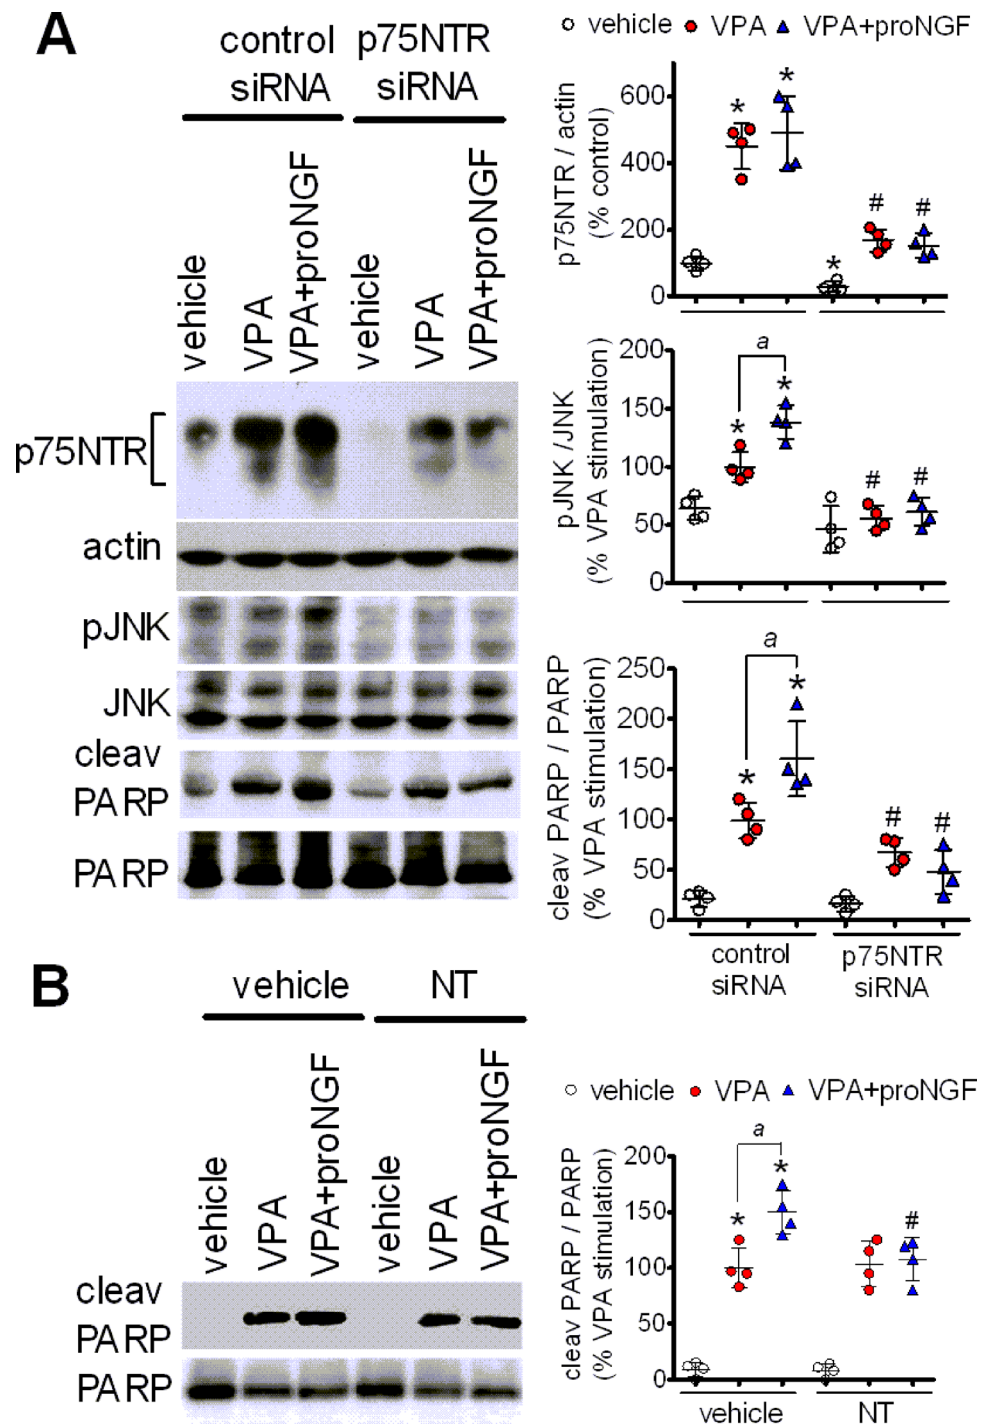 A
control p75NTR
siRNA siRNA
vehicle
VPA
VPA+proNGF
vehicle
VPA
VPA+proNGF
p75NTR
actin
pJNK
JNK
cleav
PARP
PARP
vehicle VPA VPA+proNGF
p75NTR / actin
(% control)
600
400
200
0
* * * # #
pJNK /JNK
(% VPA stimulation)
200
150
100
50
0
a
* * # #
cleav PARP / PARP
(% VPA stimulation)
250
200
150
100
50
0
a
* * # #
control p75NTR
siRNA siRNA
B
vehicle NT
vehicle
VPA
VPA+proNGF
vehicle
VPA
VPA+proNGF
cleav
PARP
PARP
vehicle VPA VPA+proNGF
cleav PARP / PARP
(% VPA stimulation)
200
150
100
50
0
a
* * #
vehicle NT